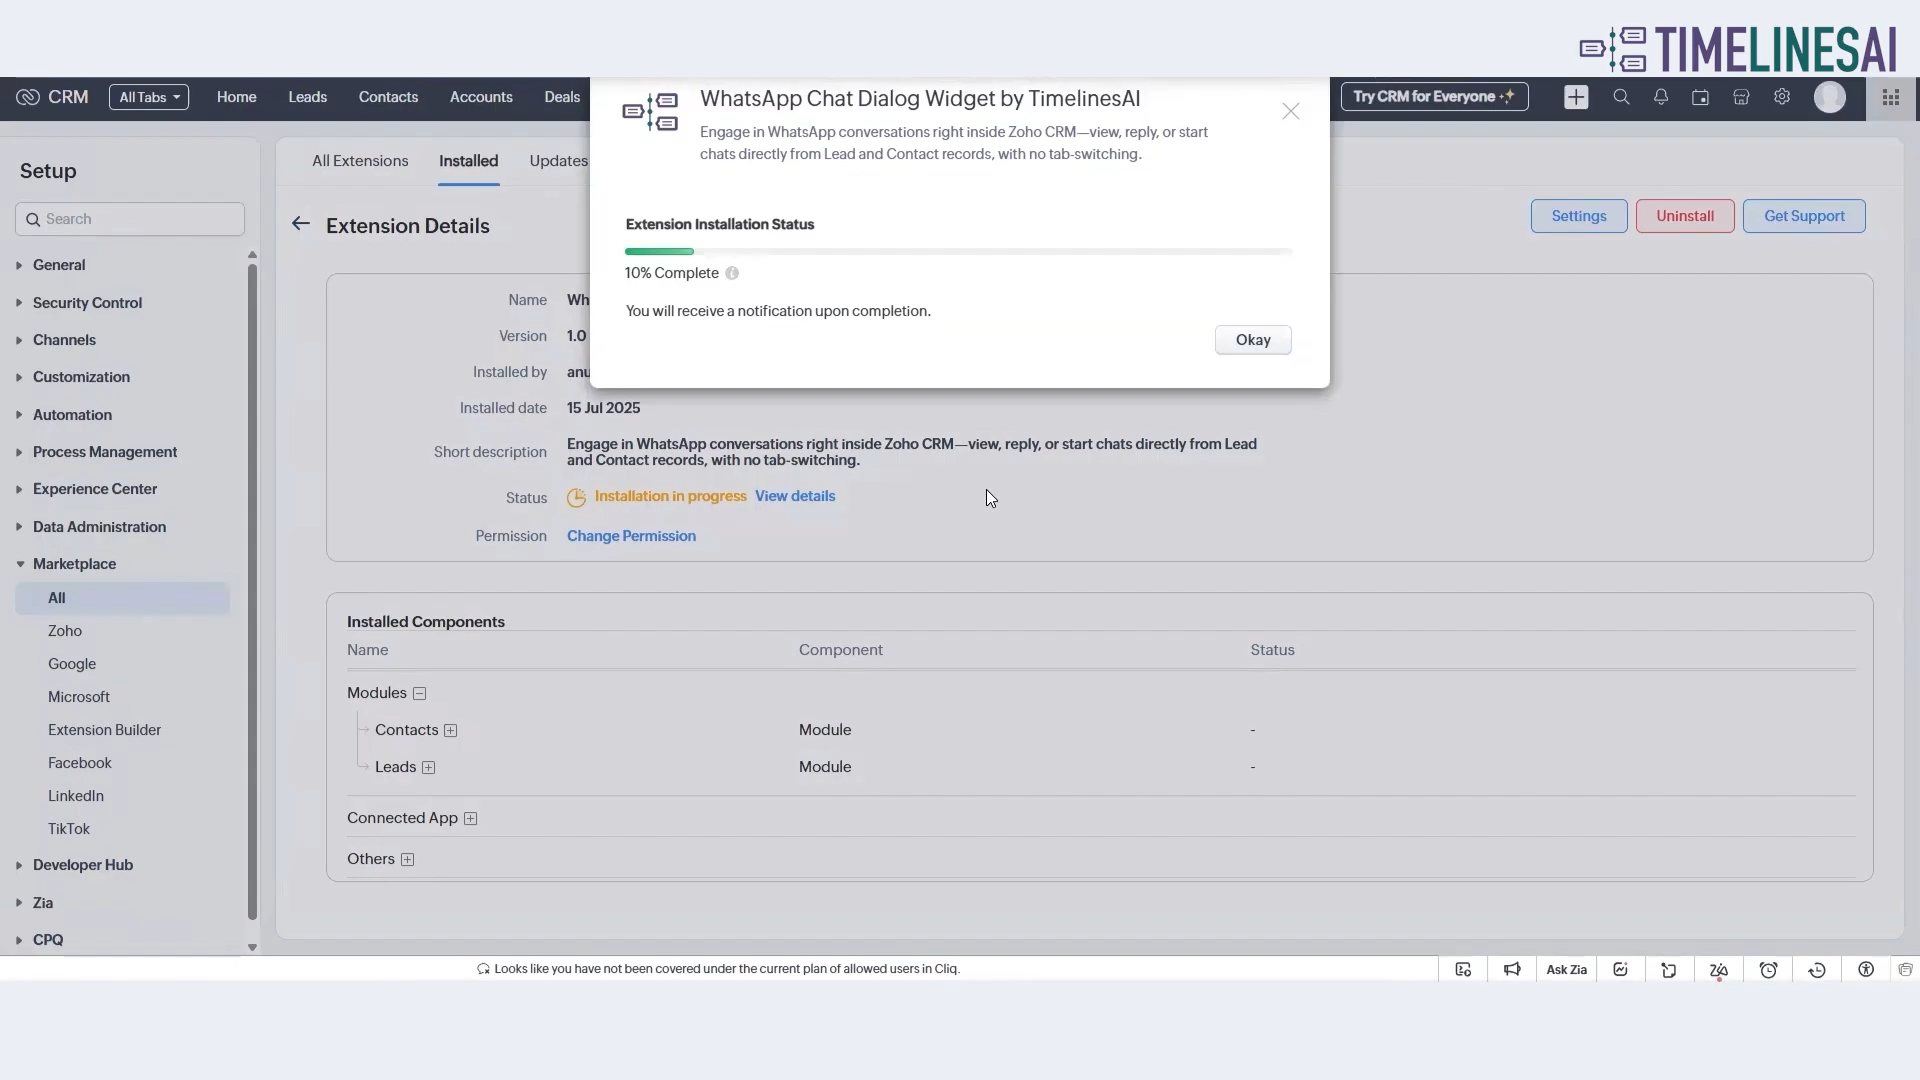 TIMELINESAI
CRM
All Tabs
Home
Leads
Contacts
Accounts
Deals
Try CRM for Everyone
WhatsApp Chat Dialog Widget by TimelinesAI
Engage in WhatsApp conversations right inside Zoho CRM—view, reply, or start
chats directly from Lead and Contact records, with no tab-switching.
Extension Installation Status
10% Complete
You will receive a notification upon completion.
Okay
Setup
Search
General
Security Control
Channels
Customization
Automation
Process Management
Experience Center
Data Administration
Marketplace
All
Zoho
Google
Microsoft
Extension Builder
Facebook
LinkedIn
TikTok
Developer Hub
Zia
CPQ
All Extensions
Installed
Updates
Extension Details
Settings
Uninstall
Get Support
Name Wh
Version 1.0
Installed by anu
Installed date 15 Jul 2025
Short description Engage in WhatsApp conversations right inside Zoho CRM—view, reply, or start chats directly from Lead
and Contact records, with no tab-switching.
Status Installation in progress View details
Permission Change Permission
Installed Components
Name Component Status
Modules
Contacts Module -
Leads Module -
Connected App
Others
Looks like you have not been covered under the current plan of allowed users in Cliq.
Ask Zia